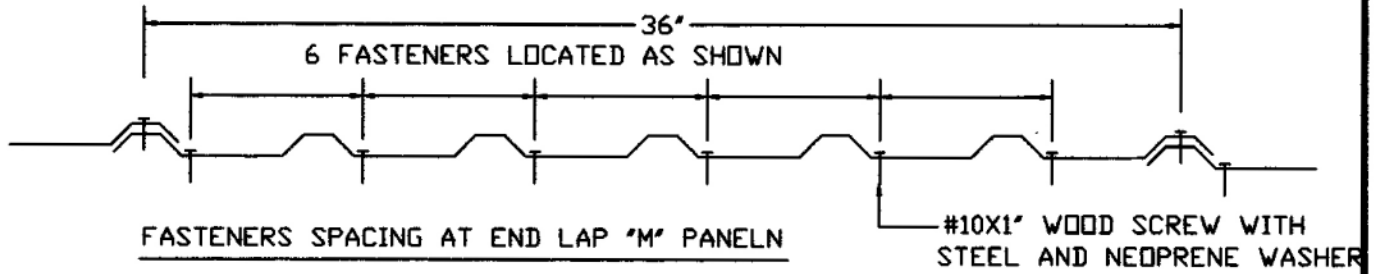 36"
6 FASTENERS LOCATED AS SHOWN
FASTENERS SPACING AT END LAP "M" PANELN
#10X1" WOOD SCREW WITH
STEEL AND NEOPRENE WASHER